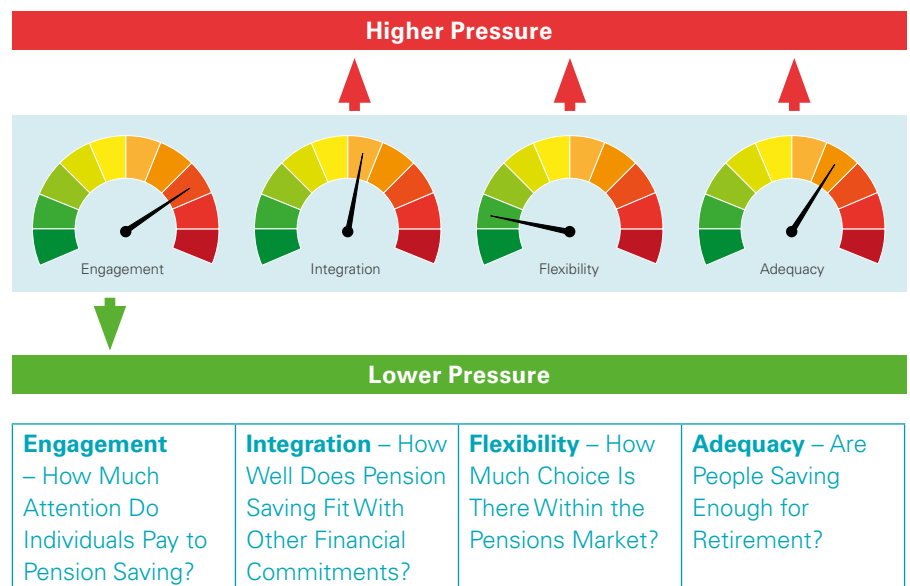 Higher Pressure
Engagement
Integration
Flexibility
Adequacy
Lower Pressure
Engagement
– How Much
Attention Do
Individuals Pay to
Pension Saving?
Integration – How
Well Does Pension
Saving Fit With
Other Financial
Commitments?
Flexibility – How
Much Choice Is
There Within the
Pensions Market?
Adequacy – Are
People Saving
Enough for
Retirement?